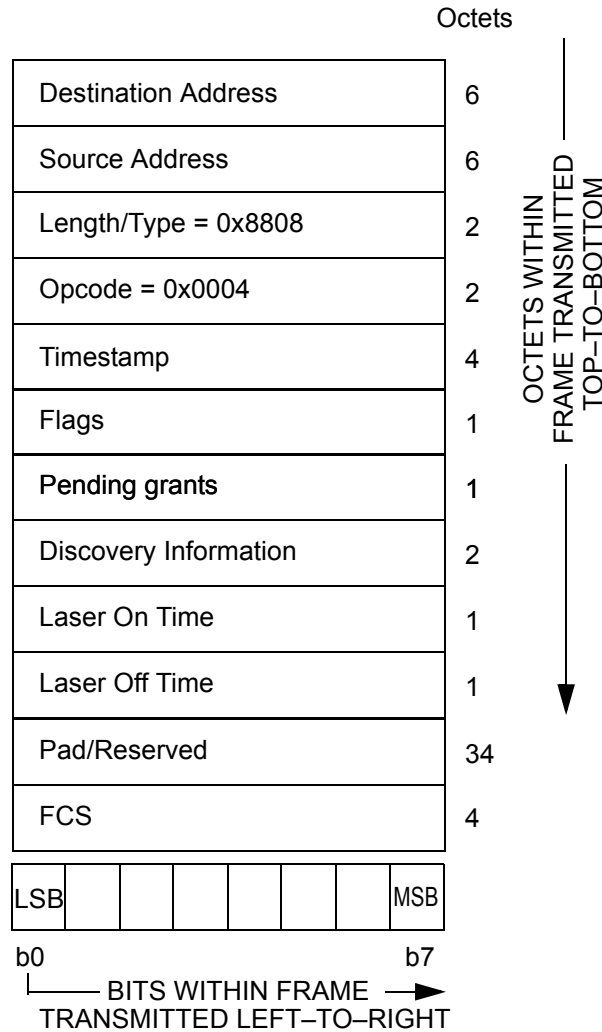 Octets
Destination Address 6
Source Address 6
Length/Type = 0x8808 2
Opcode = 0x0004 2
Timestamp 4
Flags 1
Pending grants 1
Discovery Information 2
Laser On Time 1
Laser Off Time 1
Pad/Reserved 34
FCS 4
OCTETS WITHIN
FRAME TRANSMITTED
TOP–TO–BOTTOM
LSB MSB
b0 b7
BITS WITHIN FRAME
TRANSMITTED LEFT–TO–RIGHT